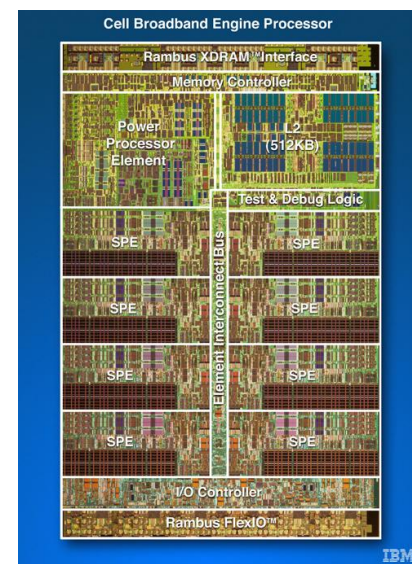 Cell Broadband Engine Processor
Rambus XDRAM™Interface
Memory Controller
Power
Processor
Element
L2
(512KB)
Test & Debug Logic
SPE
SPE
Element Interconnect Bus
SPE
SPE
SPE
SPE
SPE
SPE
I/O Controller
Rambus FlexIO™
IBM